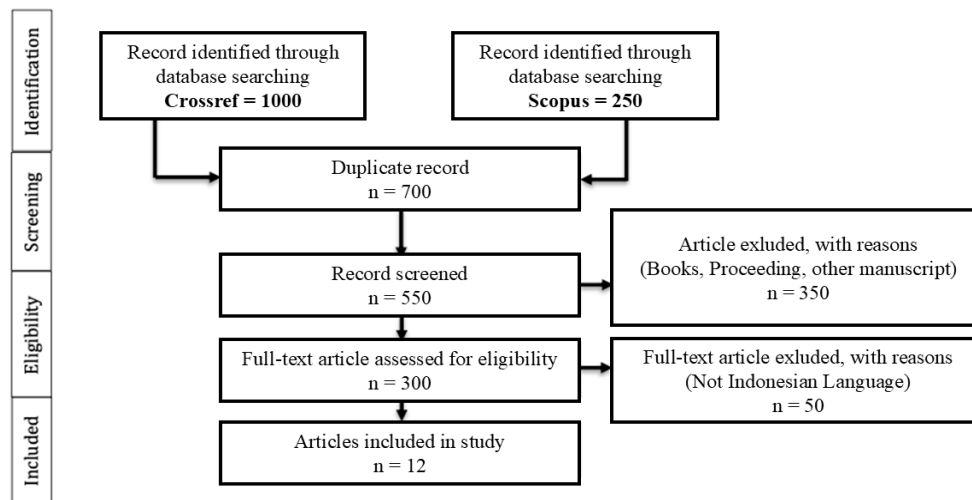 Identification
Record identified through
database searching
Crossref = 1000
Record identified through
database searching
Scopus = 250
Screening
Duplicate record
n = 700
Record screened
n = 550
Article exluded, with reasons
(Books, Proceeding, other manuscript)
n = 350
Eligibility
Full-text article assessed for eligibility
n = 300
Full-text article exluded, with reasons
(Not Indonesian Language)
n = 50
Included
Articles included in study
n = 12